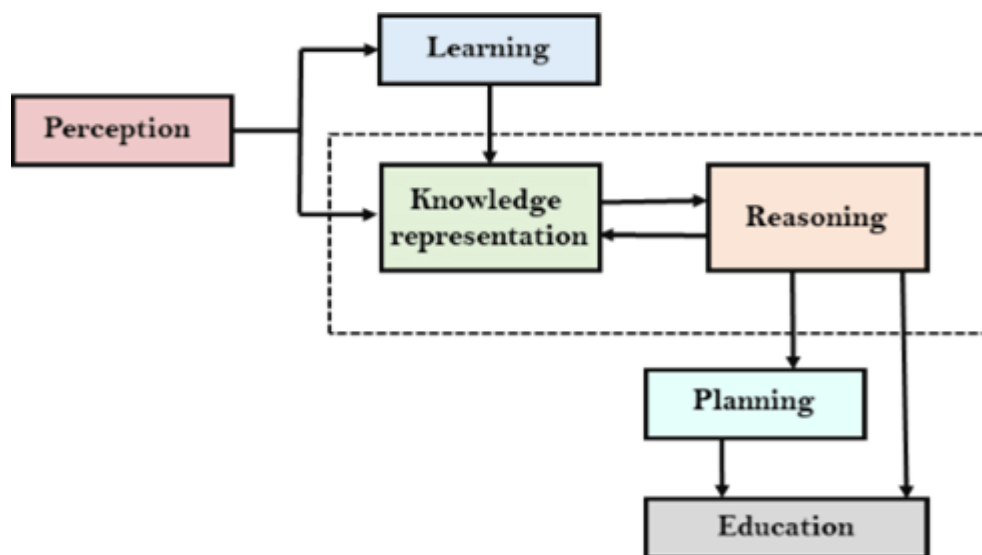 Learning
Perception
Knowledge
representation
Reasoning
Planning
Education